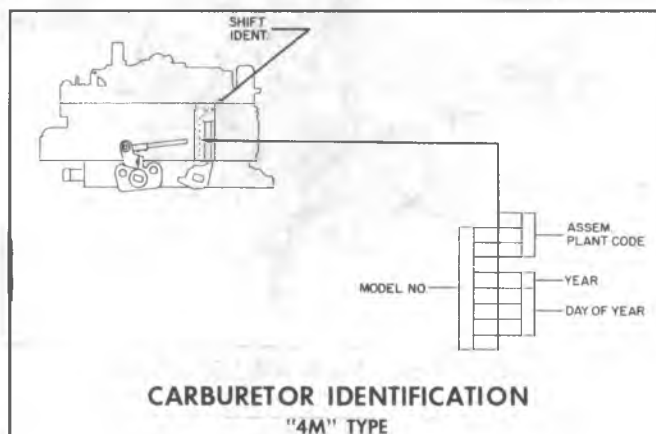 SHIFT
IDENT.
ASSEM.
PLANT CODE
MODEL NO
YEAR
DAY OF YEAR
CARBURETOR IDENTIFICATION
"4M" TYPE